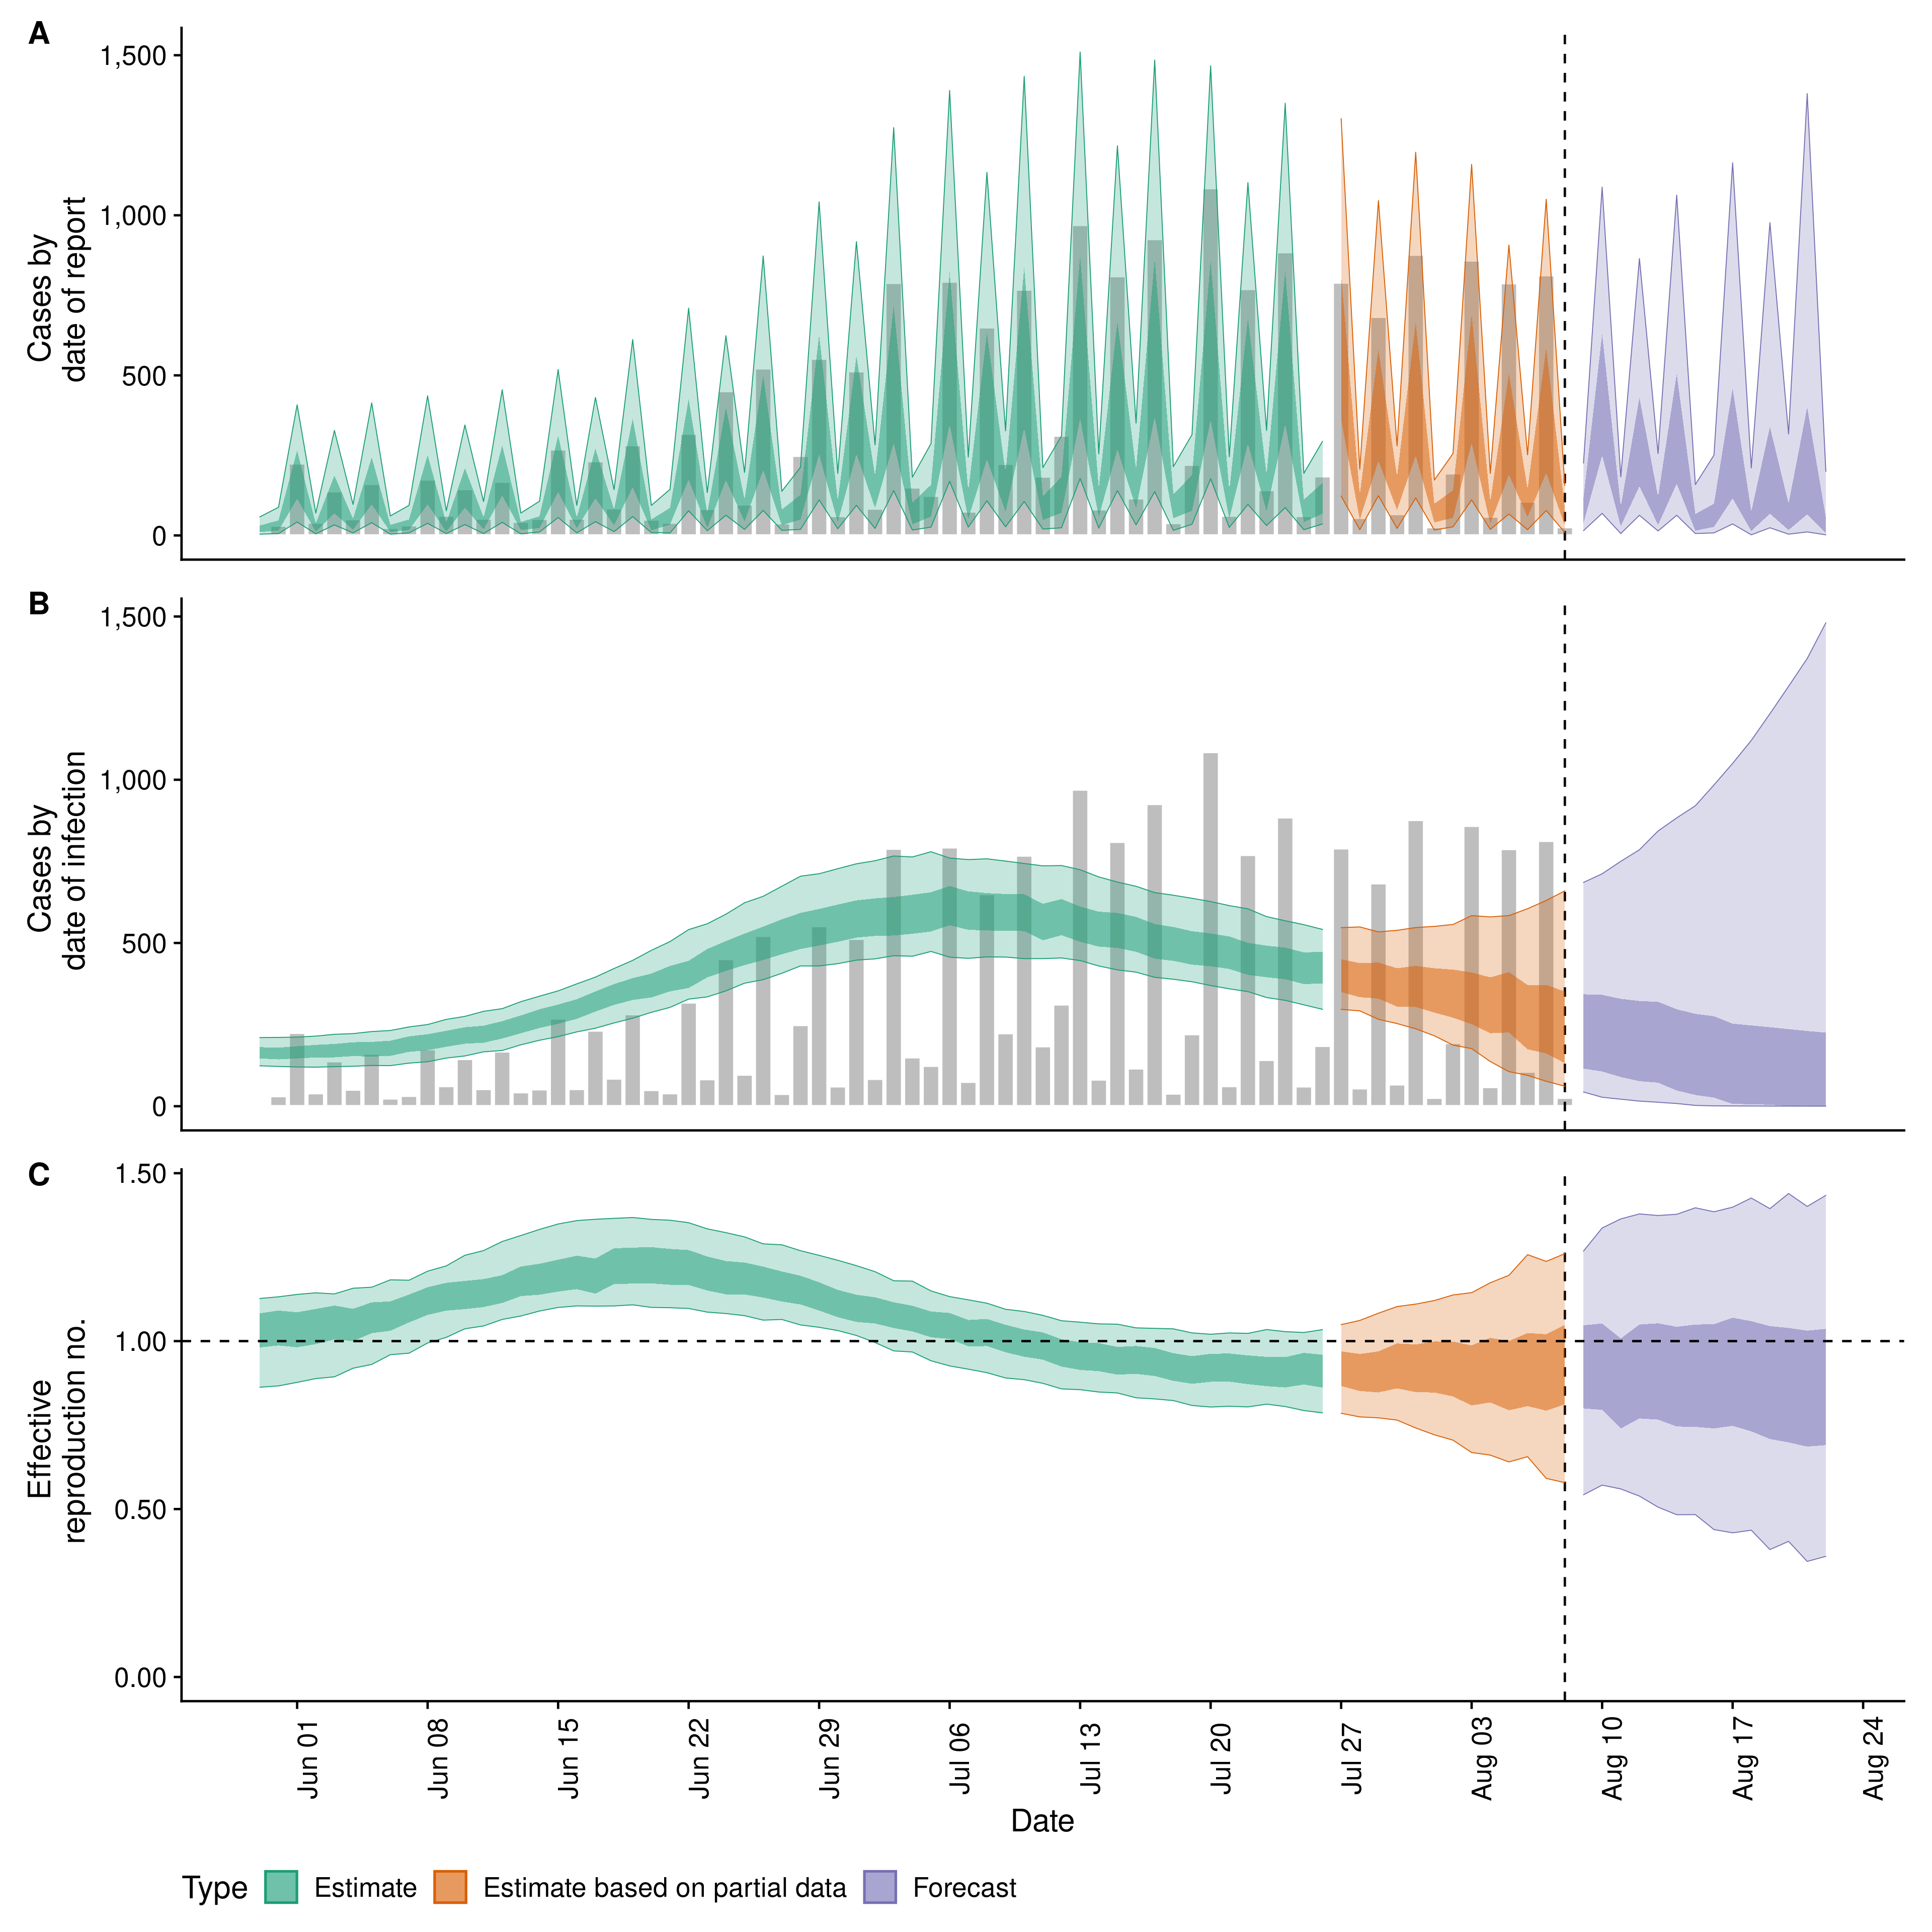 A
1,500
1,000
500
0
Cases by
date of report
B
1,500
1,000
500
0
Cases by
date of infection
C
1.50
1.00
0.50
0.00
Effective
reproduction no.
Jun 01
Jun 08
Jun 15
Jun 22
Jun 29
Jul 06
Jul 13
Jul 20
Jul 27
Aug 03
Aug 10
Aug 17
Aug 24
Date
Type Estimate Estimate based on partial data Forecast